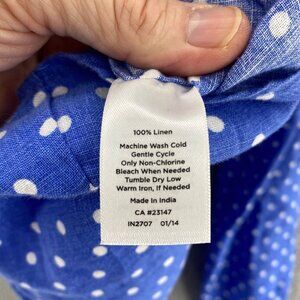 100% Linen
Machine Wash Cold
Gentle Cycle
Only Non-Chlorine
Bleach When Needed
Tumble Dry Low
Warm Iron, If Needed
Made in India
CA #23147
IN2707 01/14